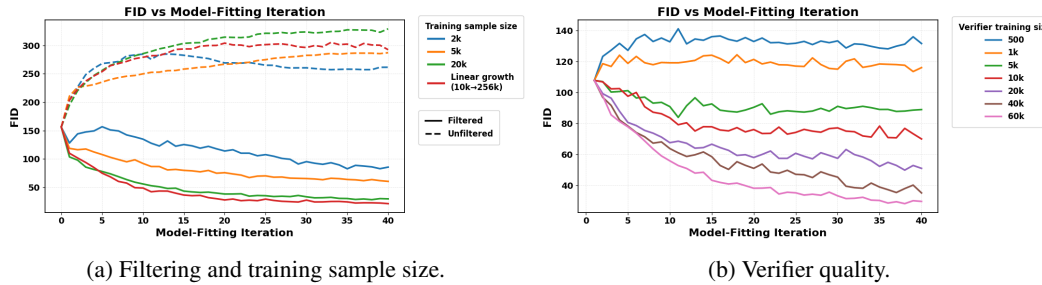 FID vs Model-Fitting Iteration
300
250
200
150
100
50
0 5 10 15 20 25 30 35 40
FID
Model-Fitting Iteration
Training sample size
2k
5k
20k
Linear growth
(10k→256k)
Filtered
Unfiltered
(a) Filtering and training sample size.
FID vs Model-Fitting Iteration
140
120
100
80
60
40
0 5 10 15 20 25 30 35 40
FID
Model-Fitting Iteration
Verifier training siz
500
1k
5k
10k
20k
40k
60k
(b) Verifier quality.